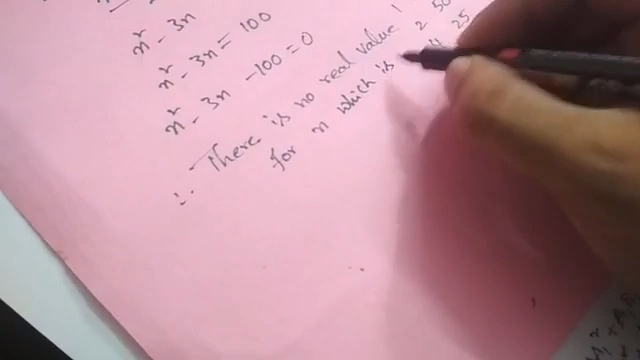 n² - 3n
n² - 3n = 100
n² - 3n - 100 = 0
2 50
25
∴ There is no real value
for n which is